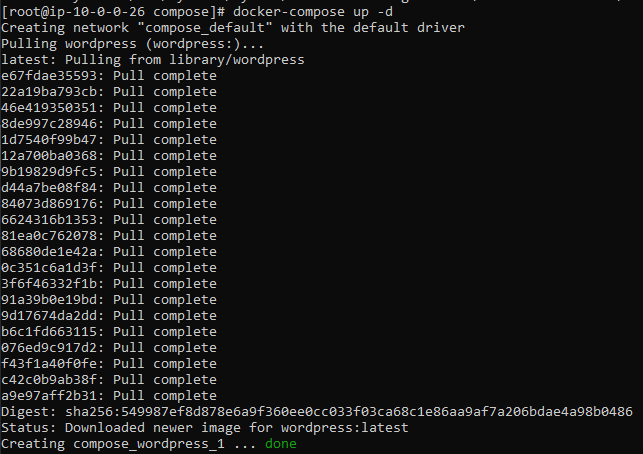 [root@ip-10-0-0-26 compose]# docker-compose up -d
Creating network "compose_default" with the default driver
Pulling wordpress (wordpress:)...
latest: Pulling from library/wordpress
e67fdae35593: Pull complete
22a19ba793cb: Pull complete
46e419350351: Pull complete
8de997c28946: Pull complete
1d7540f99b47: Pull complete
12a700ba0368: Pull complete
9b19829d9fc5: Pull complete
d44a7be08f84: Pull complete
84073d869176: Pull complete
6624316b1353: Pull complete
81ea0c762078: Pull complete
68680de1e42a: Pull complete
0c351c6a1d3f: Pull complete
3f6f46332f1b: Pull complete
91a39b0e19bd: Pull complete
9d17674da2dd: Pull complete
b6c1fd663115: Pull complete
076ed9c917d2: Pull complete
f43f1a40f0fe: Pull complete
c42c0b9ab38f: Pull complete
a9e97aff2b31: Pull complete
Digest: sha256:549987ef8d878e6a9f360ee0cc033f03ca68c1e86aa9af7a206bdae4a98b0486
Status: Downloaded newer image for wordpress:latest
Creating compose_wordpress_1 ... done